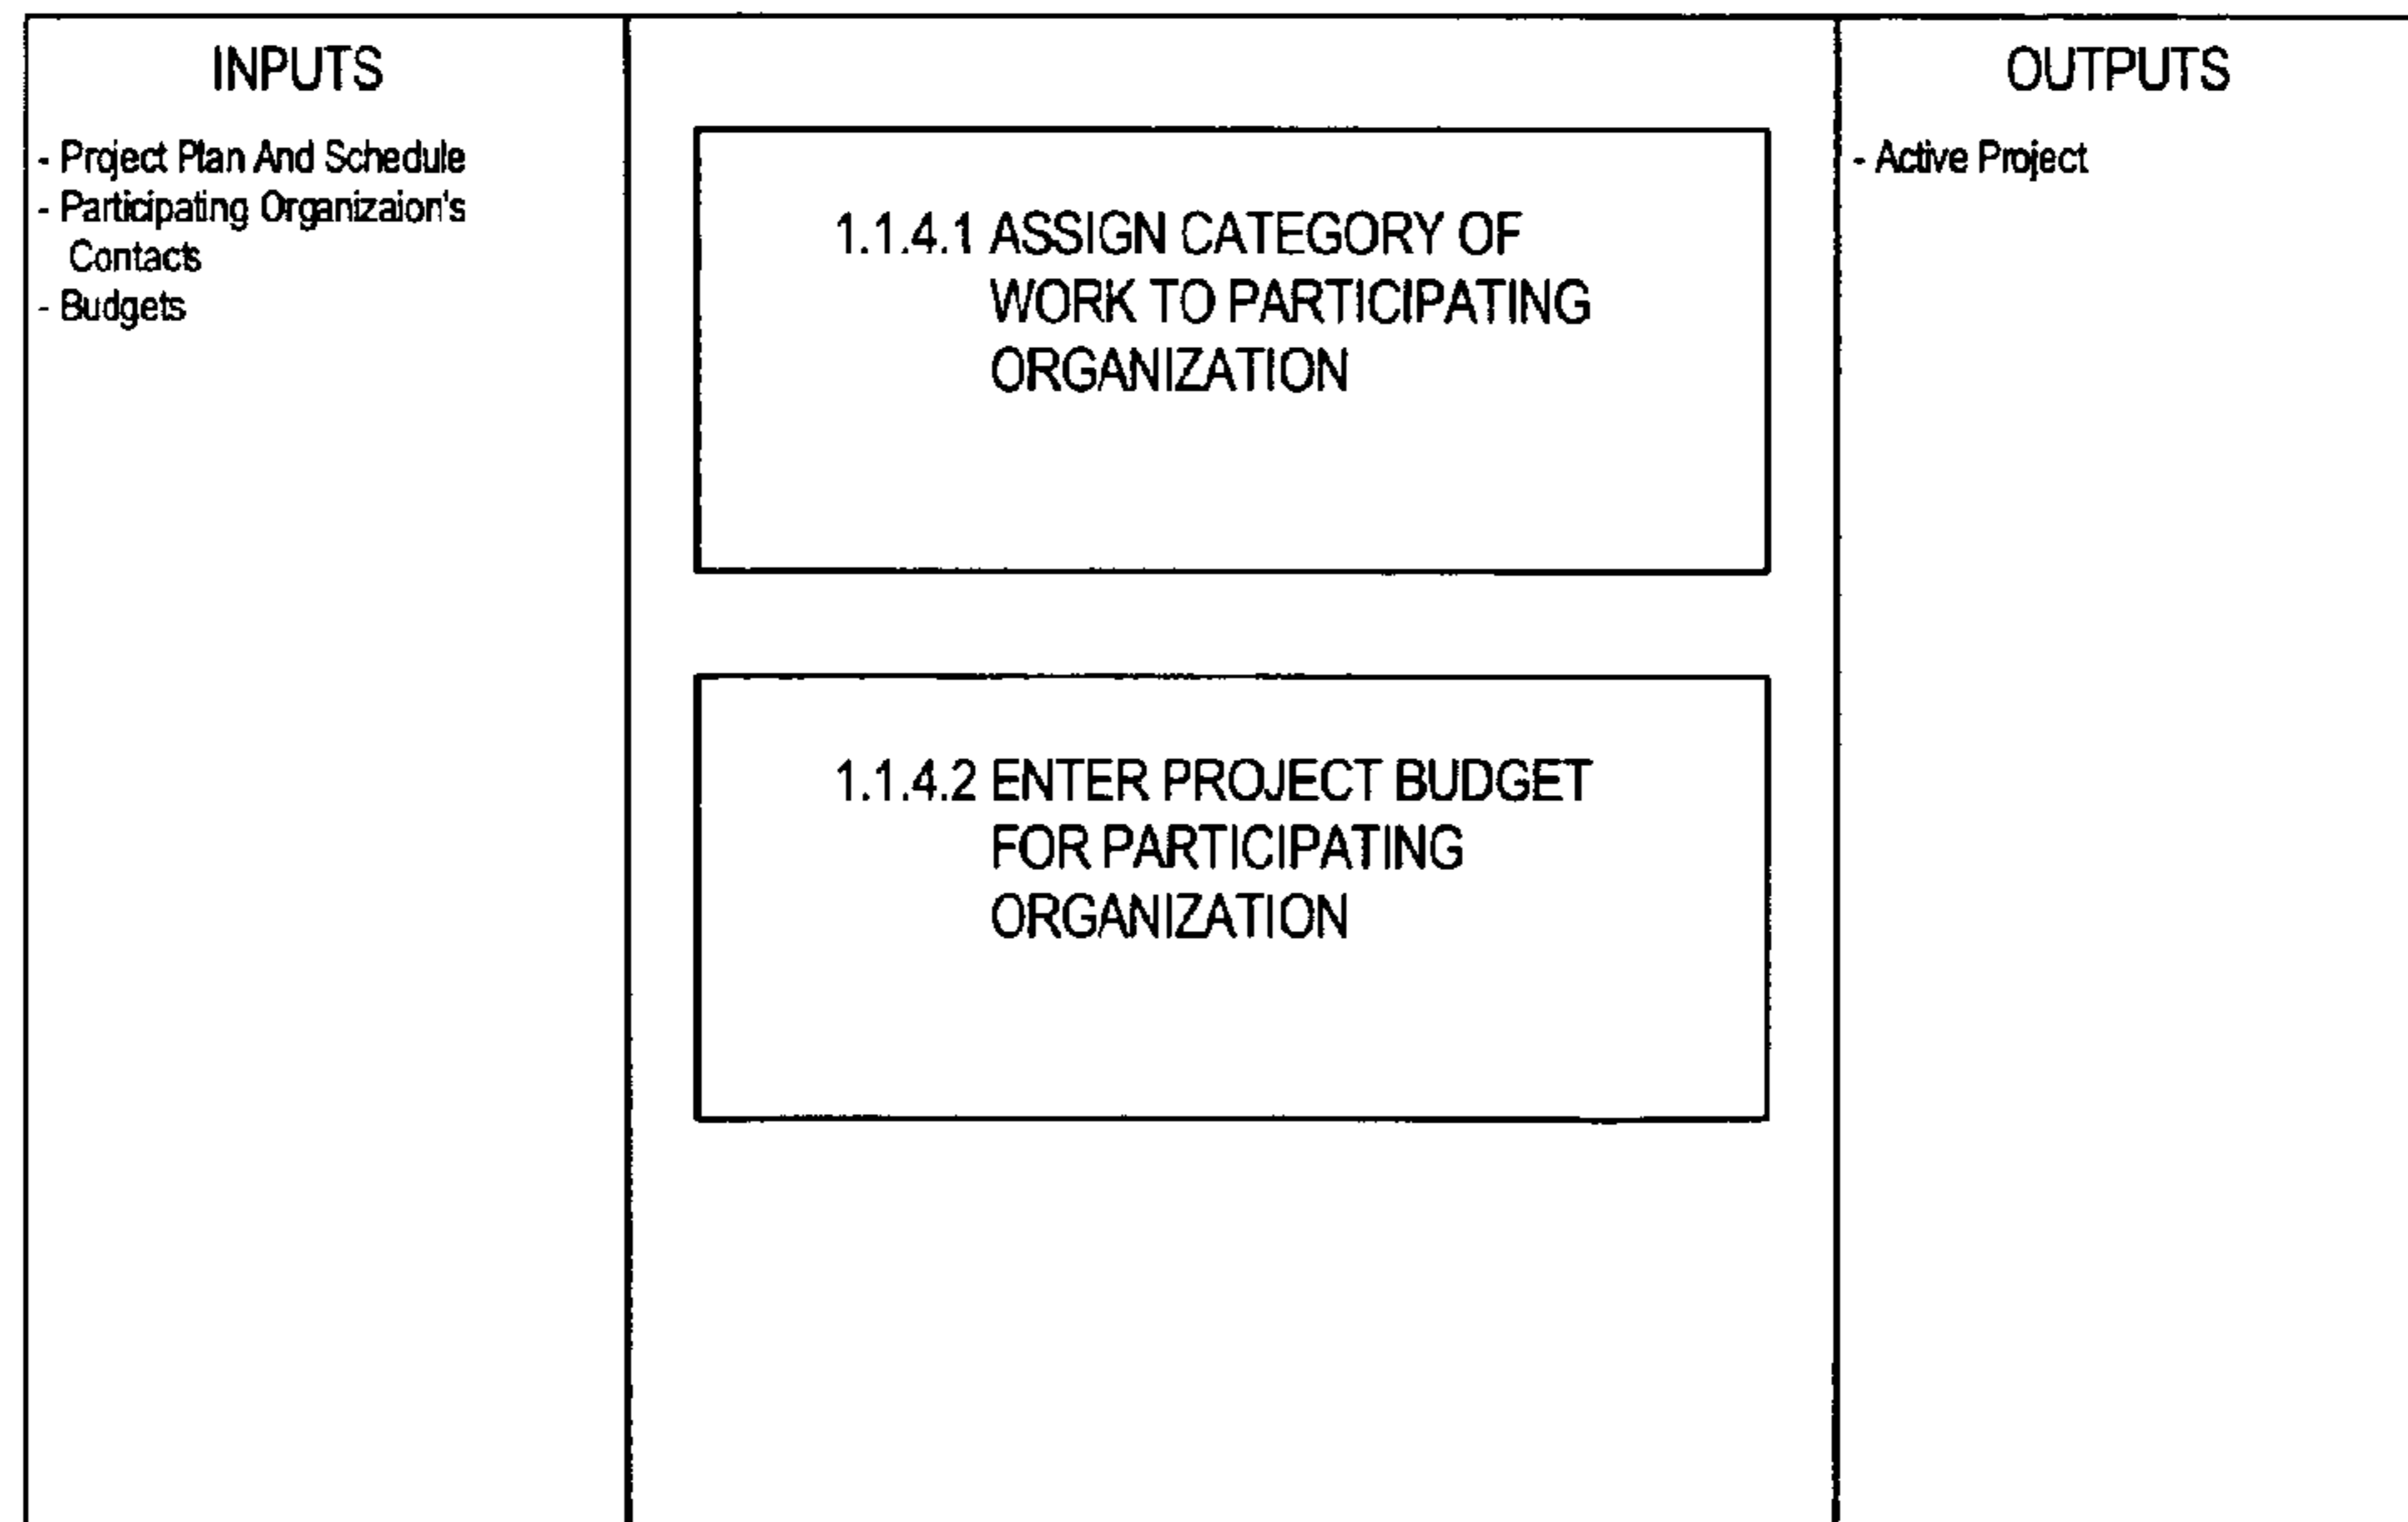 INPUTS
- Project Plan And Schedule
- Participating Organizaion's
Contacts
- Budgets
1.1.4.1 ASSIGN CATEGORY OF
WORK TO PARTICIPATING
ORGANIZATION
1.1.4.2 ENTER PROJECT BUDGET
FOR PARTICIPATING
ORGANIZATION
OUTPUTS
- Active Project